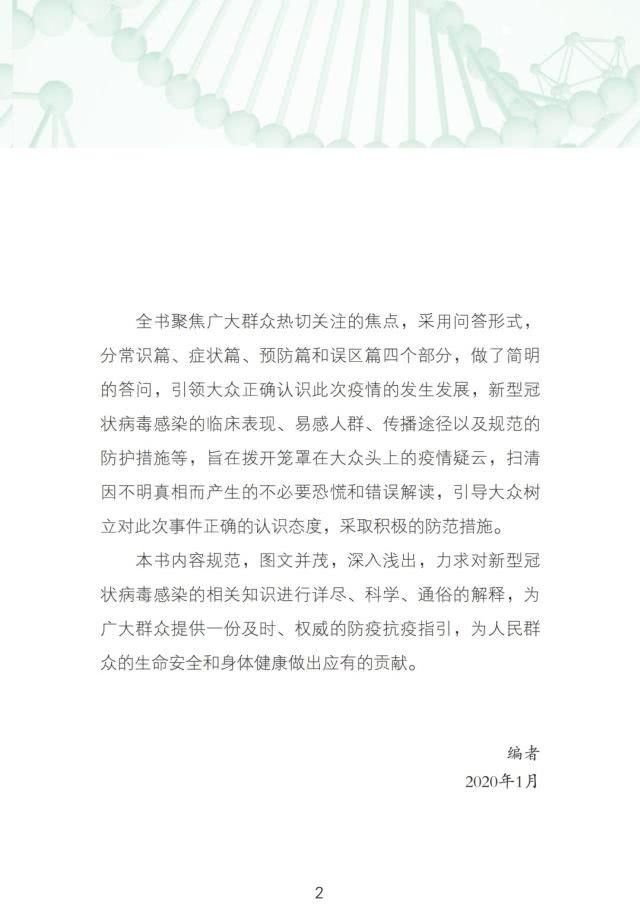 全书聚焦广大群众热切关注的焦点，采用问答形式，
分常识篇、症状篇、预防篇和误区篇四个部分，做了简明
的答问，引领大众正确认识此次疫情的发生发展，新型冠
状病毒感染的临床表现、易感人群、传播途径以及规范的
防护措施等，旨在拨开笼罩在大众头上的疫情疑云，扫清
因不明真相而产生的不必要恐慌和错误解读，引导大众树
立对此次事件正确的认识态度，采取积极的防范措施。
本书内容规范，图文并茂，深入浅出，力求对新型冠
状病毒感染的相关知识进行详尽、科学、通俗的解释，为
广大群众提供一份及时、权威的防疫抗疫指引，为人民群
众的生命安全和身体健康做出应有的贡献。
编者
2020年1月
2